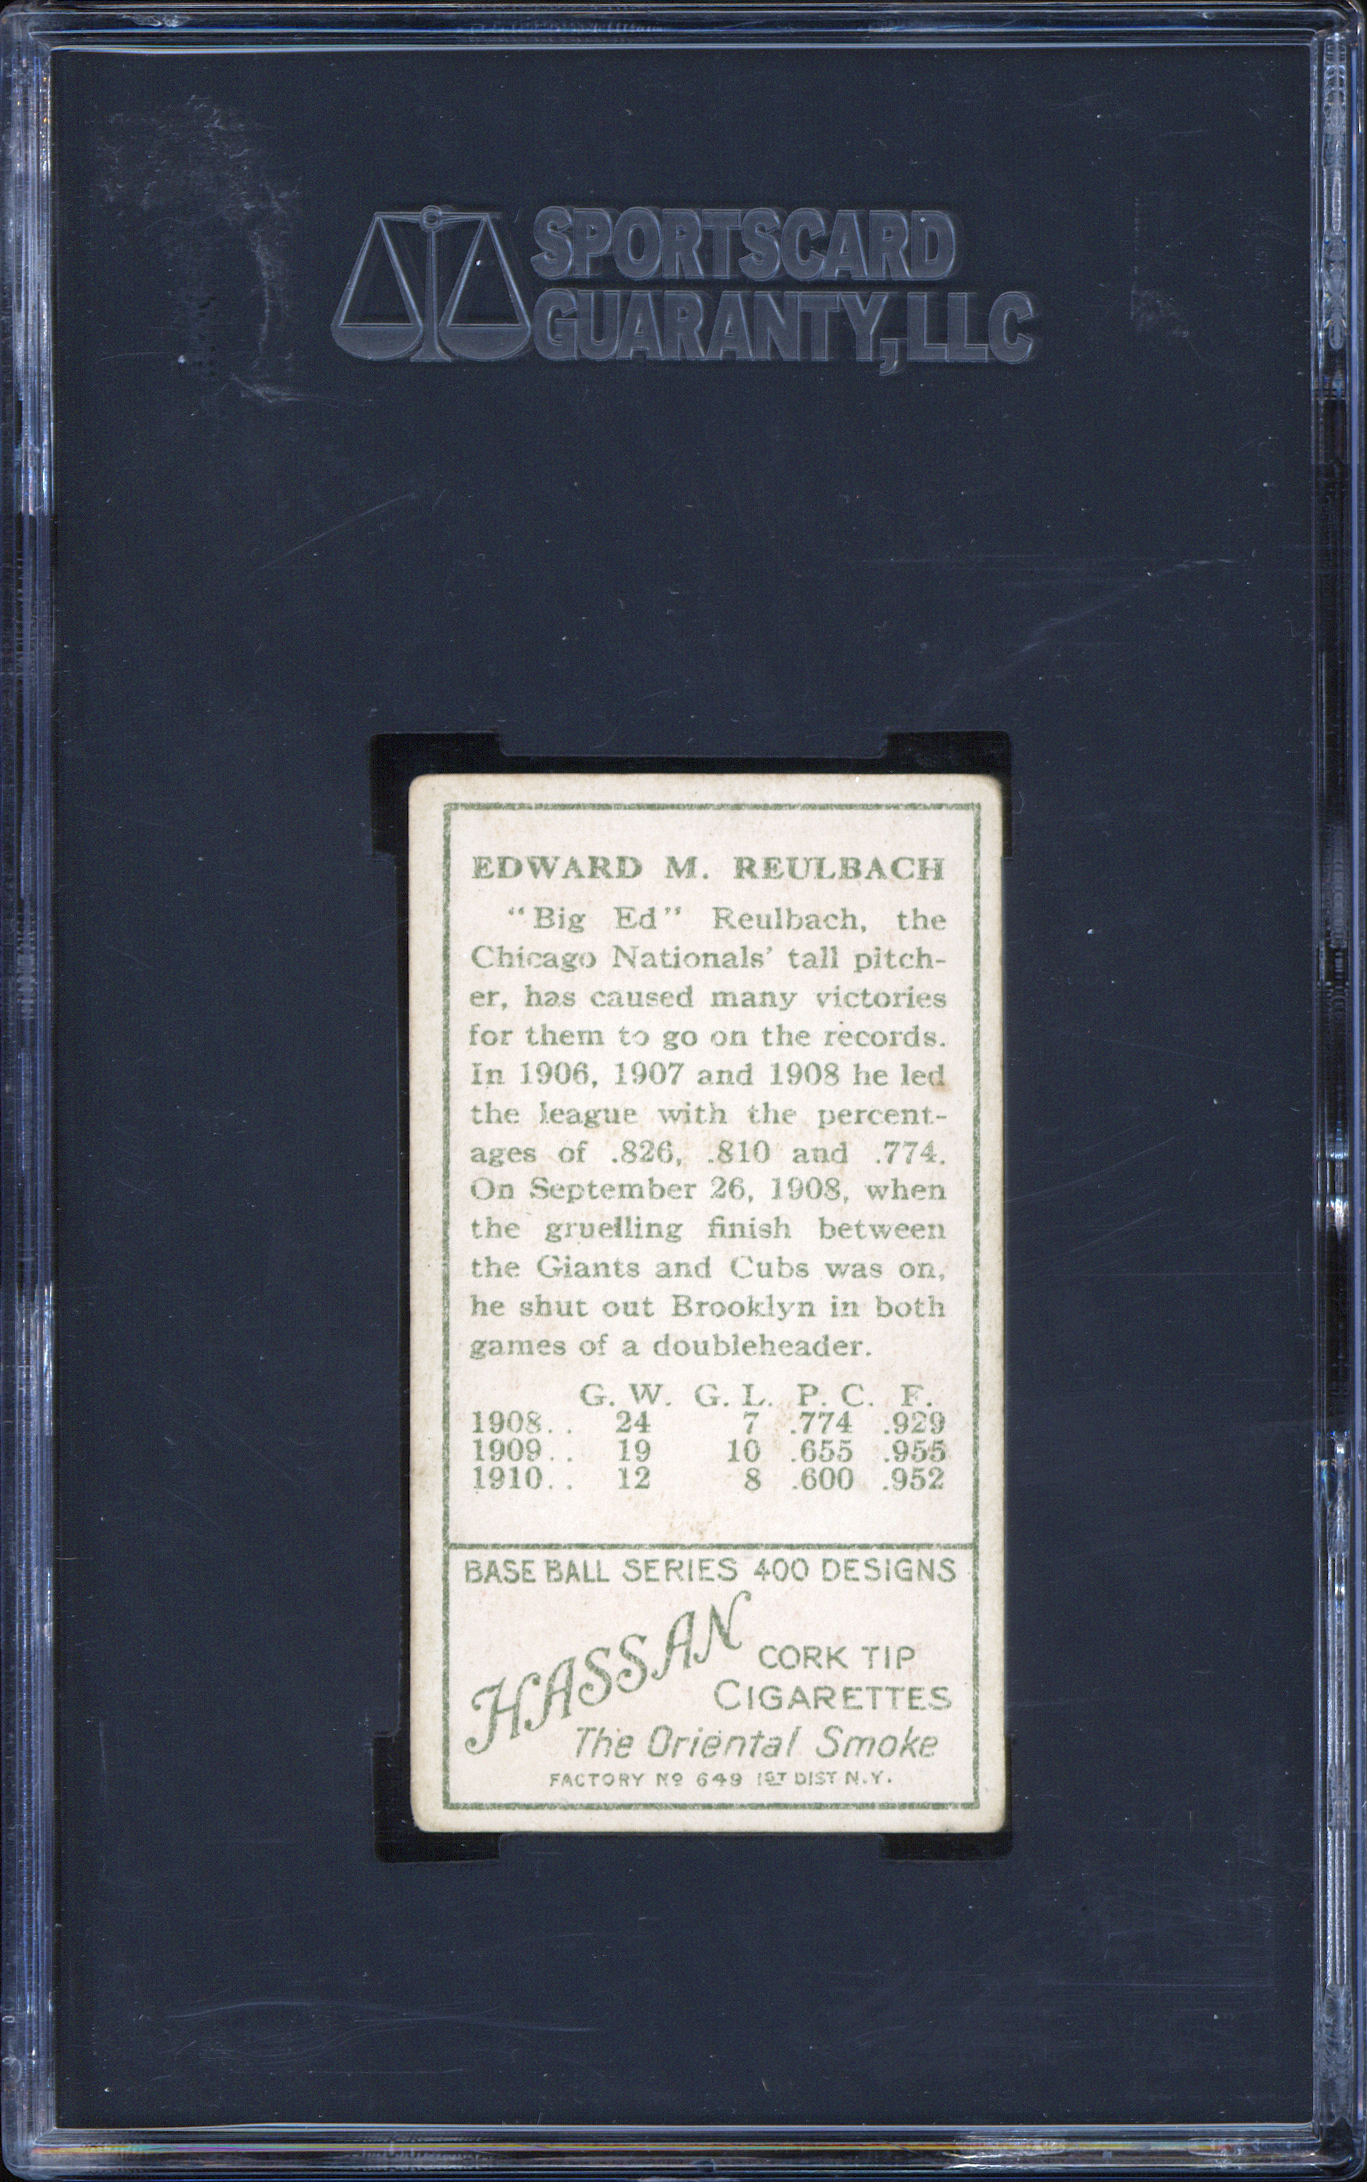 SPORTSCARD
GUARANTY, LLC
EDWARD M. REULBACH
"Big Ed" Reulbach, the
Chicago Nationals' tall pitch-
er, has caused many victories
for them to go on the records.
In 1906, 1907 and 1908 he led
the league with the percent-
ages of .826, .810 and .774.
On September 26, 1908, when
the gruelling finish between
the Giants and Cubs was on,
he shut out Brooklyn in both
games of a doubleheader.
G. W. G. L. P. C. F.
1908.. 24 7 .774 .929
1909.. 19 10 .655 .955
1910.. 12 8 .600 .952
BASE BALL SERIES 400 DESIGNS
HASSAN CORK TIP
CIGARETTES
The Oriental Smoke
FACTORY Nº 649 1ST DIST N.Y.